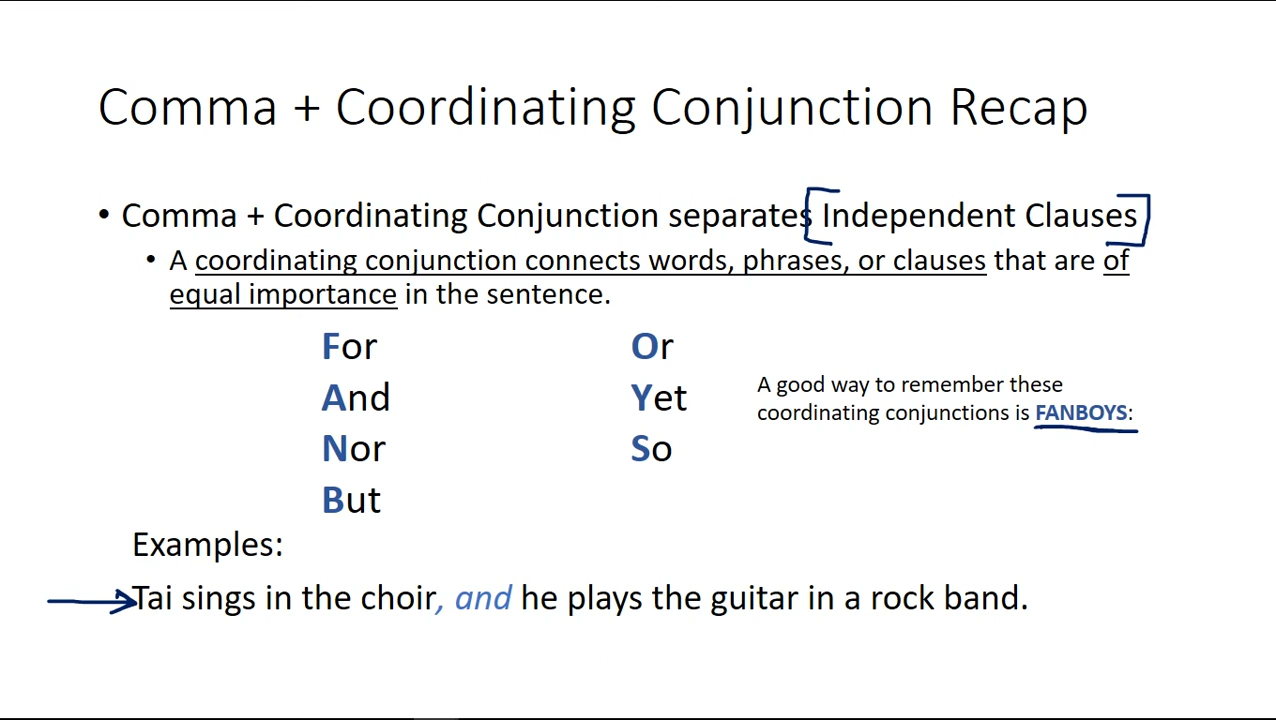 Comma + Coordinating Conjunction Recap
• Comma + Coordinating Conjunction separates Independent Clauses
• A coordinating conjunction connects words, phrases, or clauses that are of
equal importance in the sentence.
For
And
Nor
But
Or
Yet
So
A good way to remember these
coordinating conjunctions is FANBOYS:
Examples:
Tai sings in the choir, and he plays the guitar in a rock band.